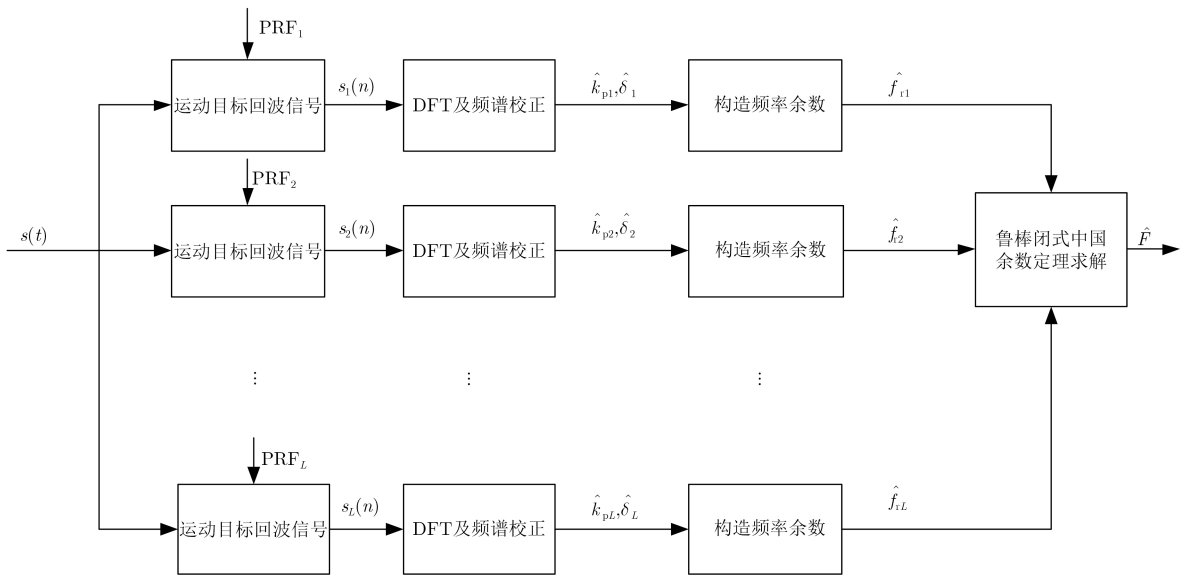 PRF₁
运动目标回波信号
s₁(n)
DFT及频谱校正
k̂ₚ₁,δ̂₁
构造频率余数
f̂ᵣ₁
PRF₂
s(t)
运动目标回波信号
s₂(n)
DFT及频谱校正
k̂ₚ₂,δ̂₂
构造频率余数
f̂ᵣ₂
鲁棒闭式中国
余数定理求解
F̂
⋮ ⋮ ⋮
PRF_L
运动目标回波信号
s_L(n)
DFT及频谱校正
k̂_pL,δ̂_L
构造频率余数
f̂_rL